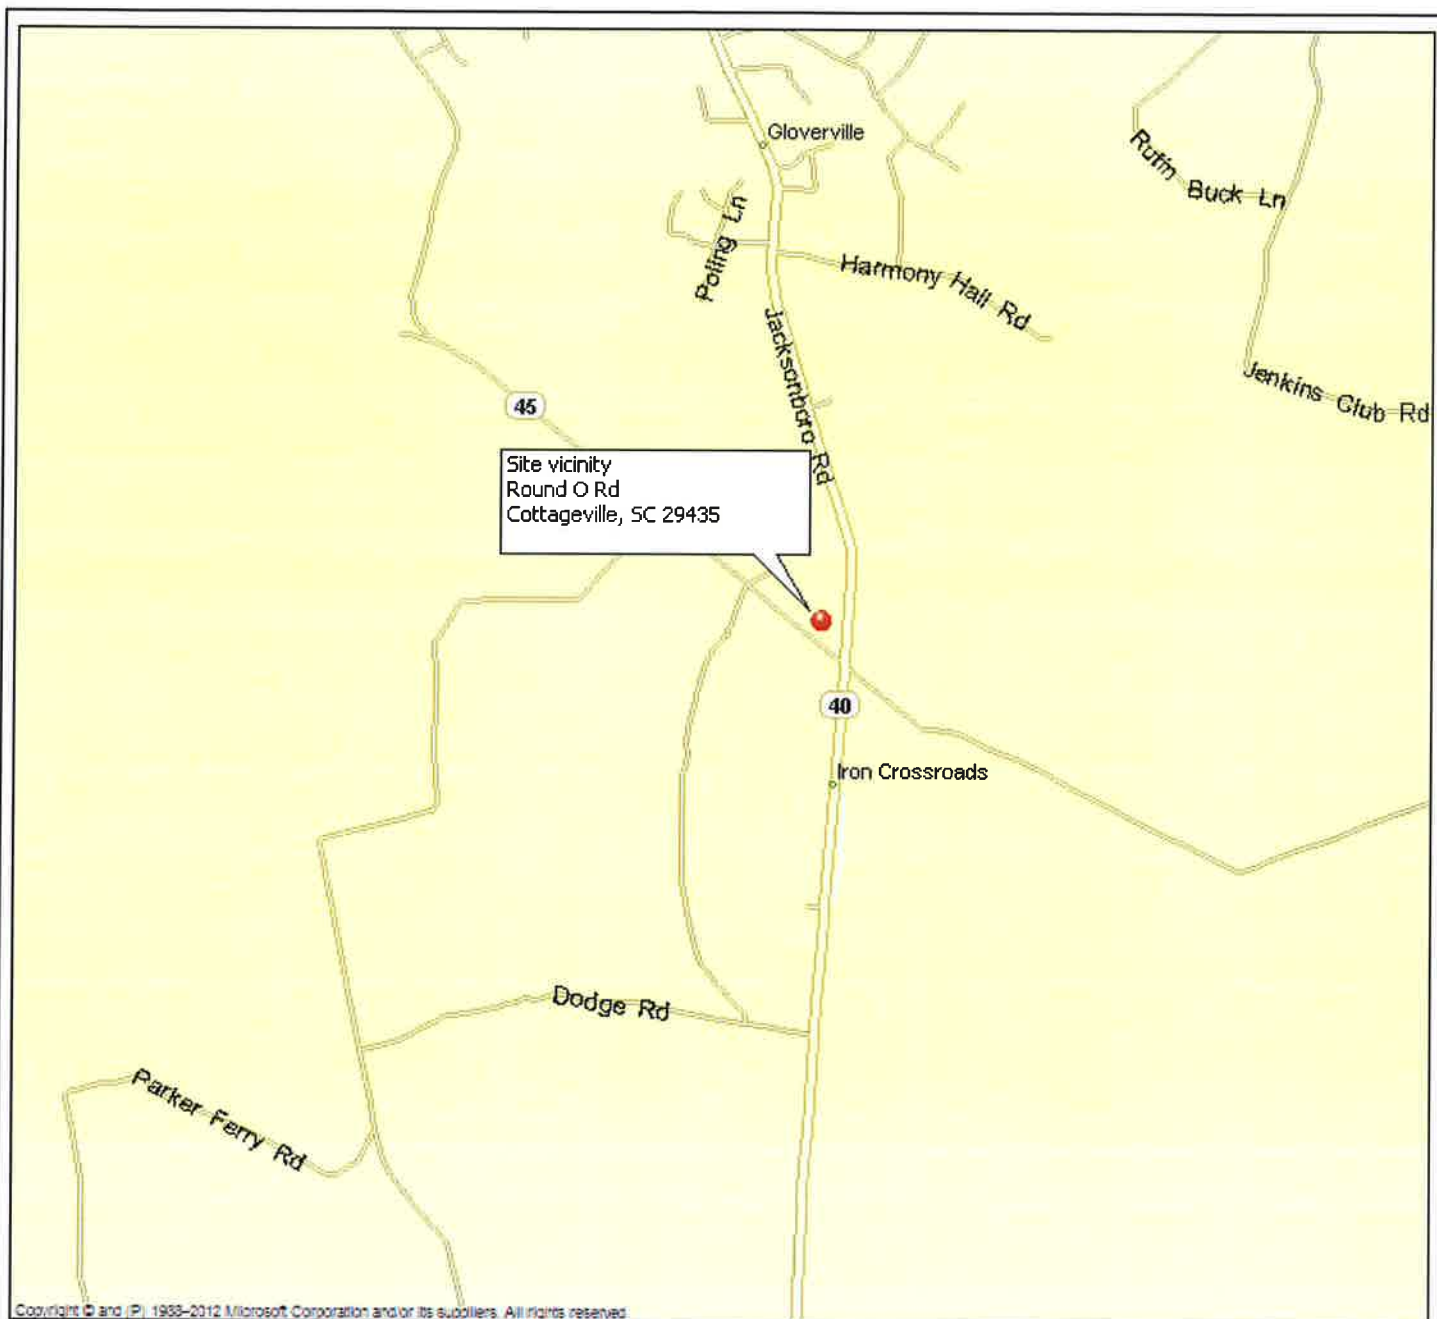 Gloverville
Rutin Buck Ln
Poling Ln
Harmony Hall Rd
Jacksonboro Rd
Jenkins Club Rd
45
Site vicinity
Round O Rd
Cottageville, SC 29435
40
Iron Crossroads
Dodge Rd
Parker Ferry Rd
Copyright © and (P) 1988–2012 Microsoft Corporation and/or its suppliers. All rights reserved.